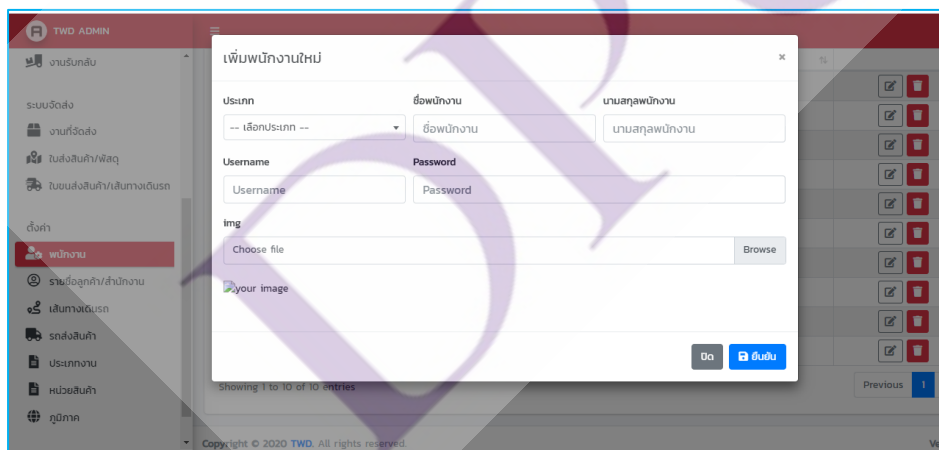 TWD ADMIN
งานรับกลับ
ระบบจัดส่ง
งานที่จัดส่ง
ใบส่งสินค้า/พัสดุ
ใบขนส่งสินค้า/เส้นทางเดินรถ
ตั้งค่า
พนักงาน
รายชื่อลูกค้า/สำนักงาน
เส้นทางเดินรถ
รถส่งสินค้า
ประเภทงาน
หน่วยสินค้า
ภูมิภาค
เพิ่มพนักงานใหม่
×
ประเภท ชื่อพนักงาน นามสกุลพนักงาน
-- เลือกประเภท -- ชื่อพนักงาน นามสกุลพนักงาน
Username Password
Username Password
img
Choose file Browse
your image
ปิด ยืนยัน
Showing 1 to 10 of 10 entries
Previous 1
Copyright © 2020 TWD. All rights reserved.